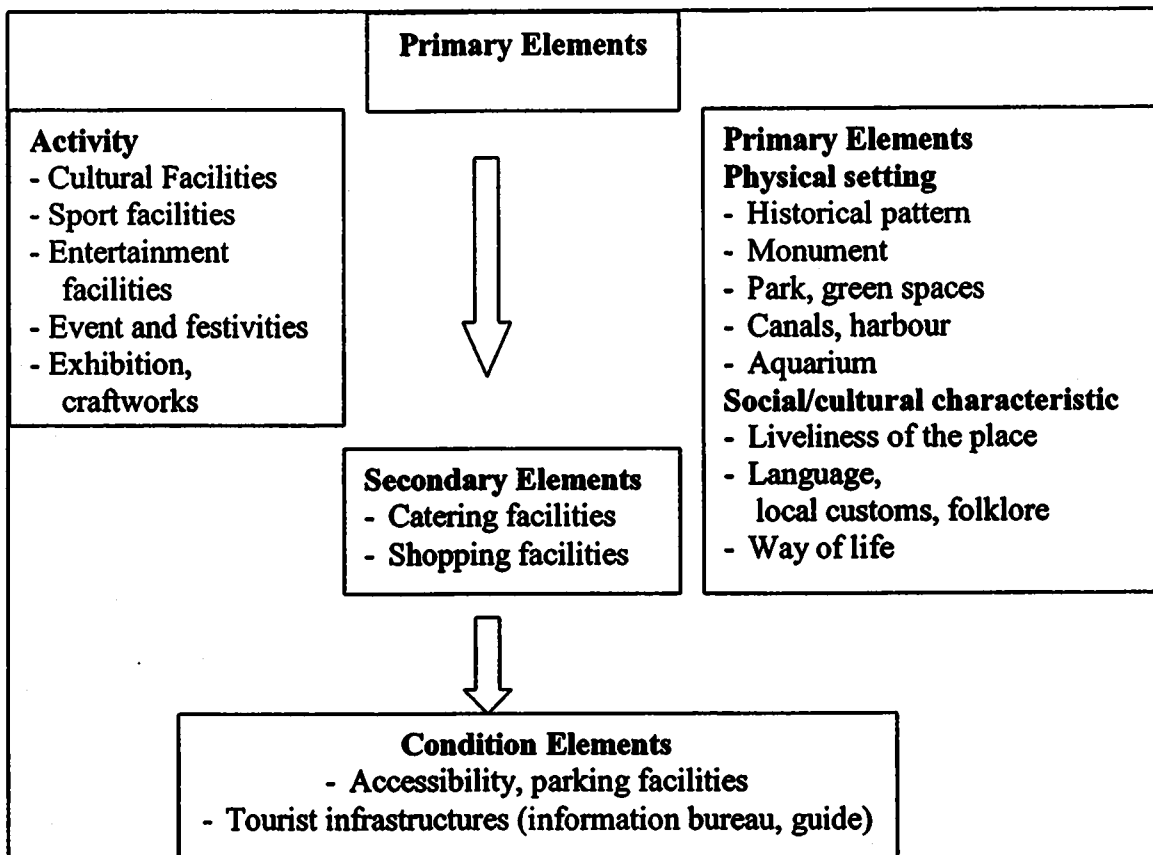 Primary Elements
Activity
- Cultural Facilities
- Sport facilities
- Entertainment
facilities
- Event and festivities
- Exhibition,
craftworks
Primary Elements
Physical setting
- Historical pattern
- Monument
- Park, green spaces
- Canals, harbour
- Aquarium
Social/cultural characteristic
- Liveliness of the place
- Language,
local customs, folklore
- Way of life
Secondary Elements
- Catering facilities
- Shopping facilities
Condition Elements
- Accessibility, parking facilities
- Tourist infrastructures (information bureau, guide)